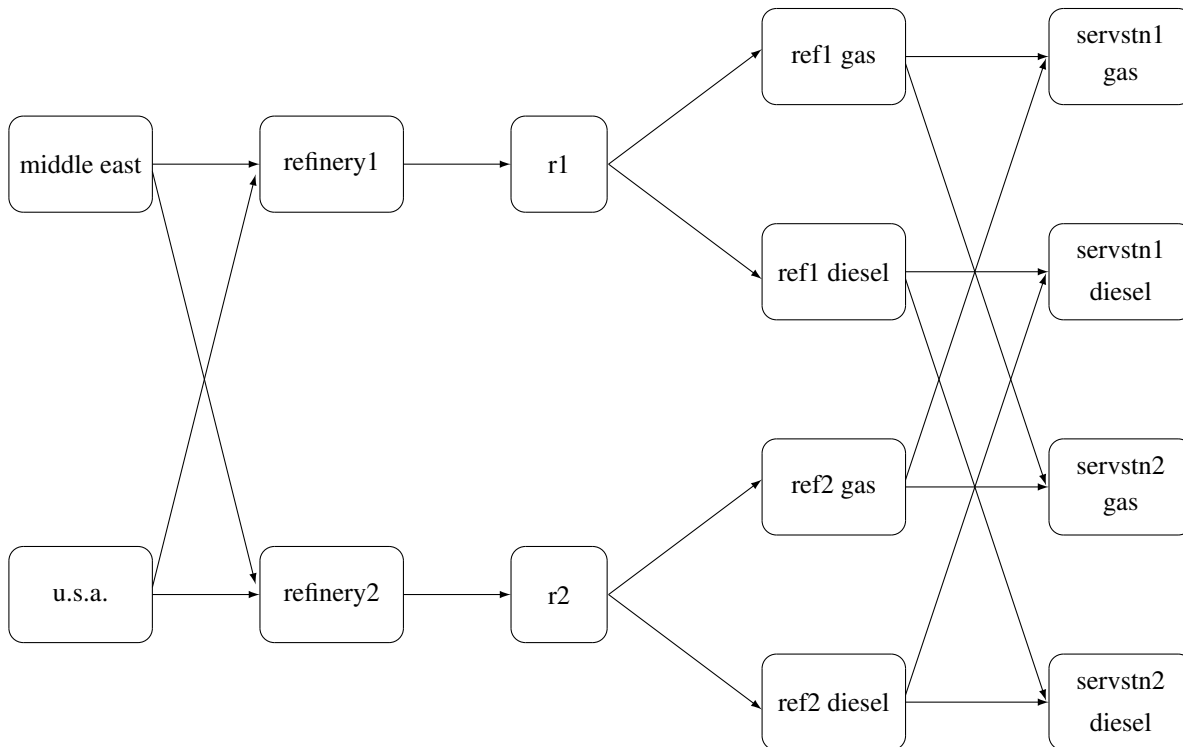 ref1 gas
servstn1
gas
middle east
refinery1
r1
ref1 diesel
servstn1
diesel
ref2 gas
servstn2
gas
u.s.a.
refinery2
r2
ref2 diesel
servstn2
diesel